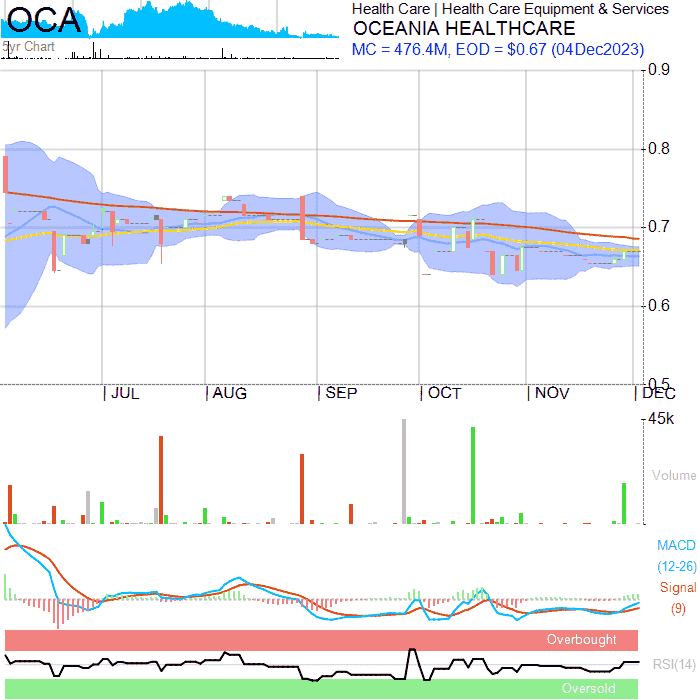 OCA
5yr Chart
Health Care | Health Care Equipment & Services
OCEANIA HEALTHCARE
MC = 476.4M, EOD = $0.67 (04Dec2023)
0.9
0.8
0.7
0.6
0.5
JUL AUG SEP OCT NOV DEC
45k
Volume
MACD
(12-26)
Signal
(9)
Overbought
RSI(14)
Oversold